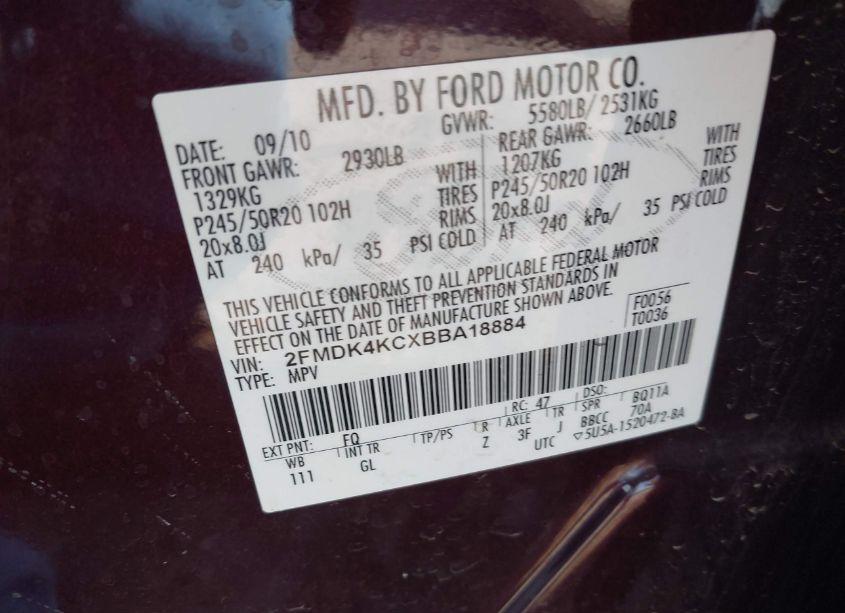 MFD. BY FORD MOTOR CO.
DATE: 09/10 GVWR: 5580LB/ 2531KG
FRONT GAWR: 2930LB REAR GAWR: 2660LB
1329KG WITH 1207KG WITH
P245/50R20 102H TIRES P245/50R20 102H TIRES
20x8.0J RIMS 20x8.0J RIMS
AT 240 kPa/ 35 PSI COLD AT 240 kPa/ 35 PSI COLD
THIS VEHICLE CONFORMS TO ALL APPLICABLE FEDERAL MOTOR
VEHICLE SAFETY AND THEFT PREVENTION STANDARDS IN
EFFECT ON THE DATE OF MANUFACTURE SHOWN ABOVE.
VIN: 2FMDK4KCXBBA18884 F0056
TYPE: MPV T0036
EXT PNT: FQ RC: 47 DSO: BQ11A
WB INT TR TP/PS R AXLE TR SPR 70A
111 GL Z 3F J BBCC
UTC ▽5U5A-1520472-BA